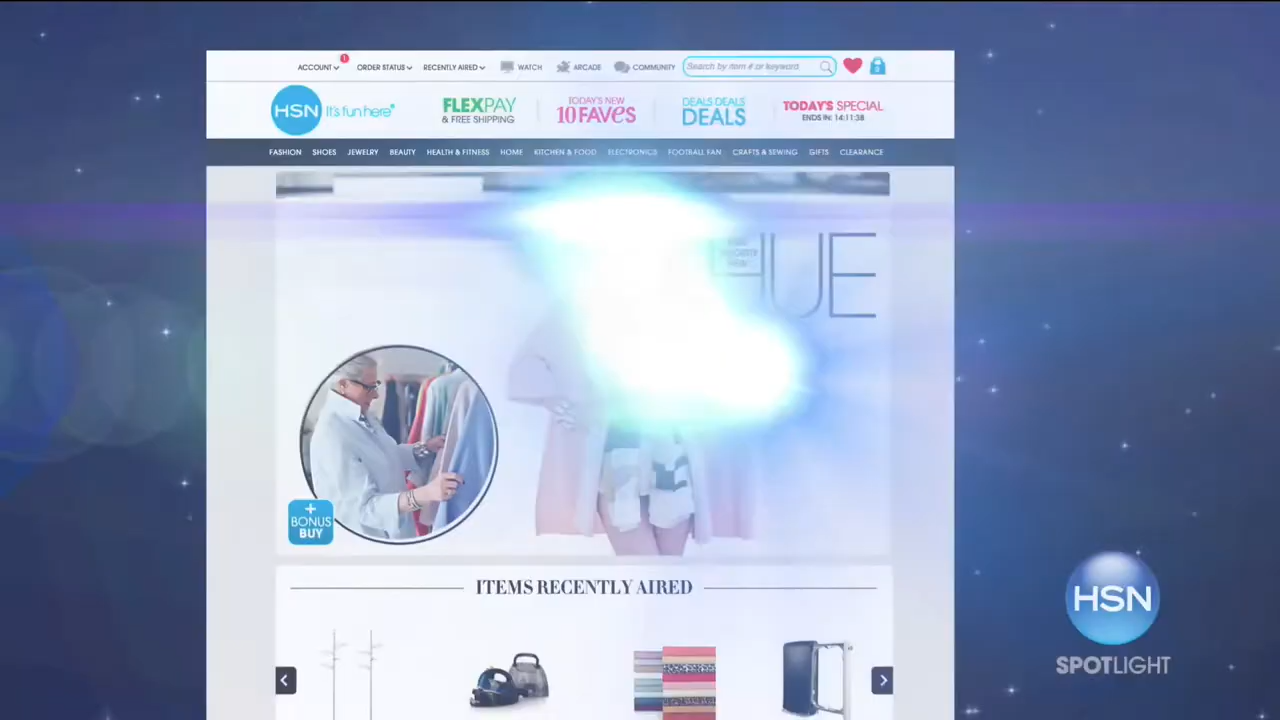 ACCOUNT
1
ORDER STATUS
RECENTLY AIRED
WATCH
ARCADE
COMMUNITY
Search by item # or keyword
HSN It's fun here®
FLEXPAY
& FREE SHIPPING
TODAY'S NEW
10 FAVES
DEALS DEALS
DEALS
TODAY'S SPECIAL
ENDS IN: 14:11:38
FASHION SHOES JEWELRY BEAUTY HEALTH & FITNESS HOME KITCHEN & FOOD ELECTRONICS FOOTBALL FAN CRAFTS & SEWING GIFTS CLEARANCE
HUE
+
BONUS
BUY
ITEMS RECENTLY AIRED
HSN
SPOTLIGHT